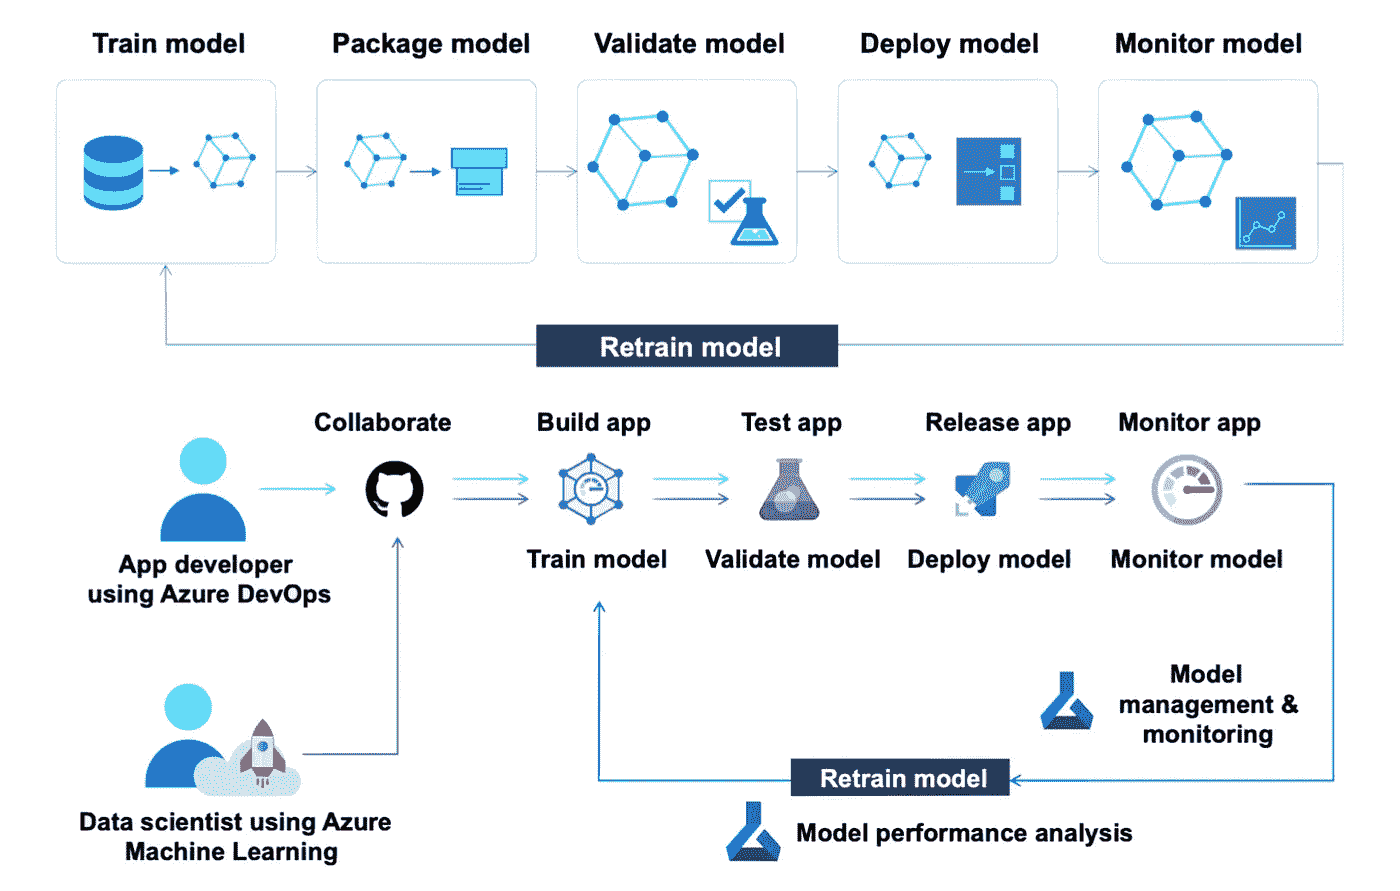 Train model
Package model
Validate model
Deploy model
Monitor model
Retrain model
Collaborate
Build app
Test app
Release app
Monitor app
App developer
using Azure DevOps
Train model
Validate model
Deploy model
Monitor model
Model
management &
monitoring
Retrain model
Model performance analysis
Data scientist using Azure
Machine Learning